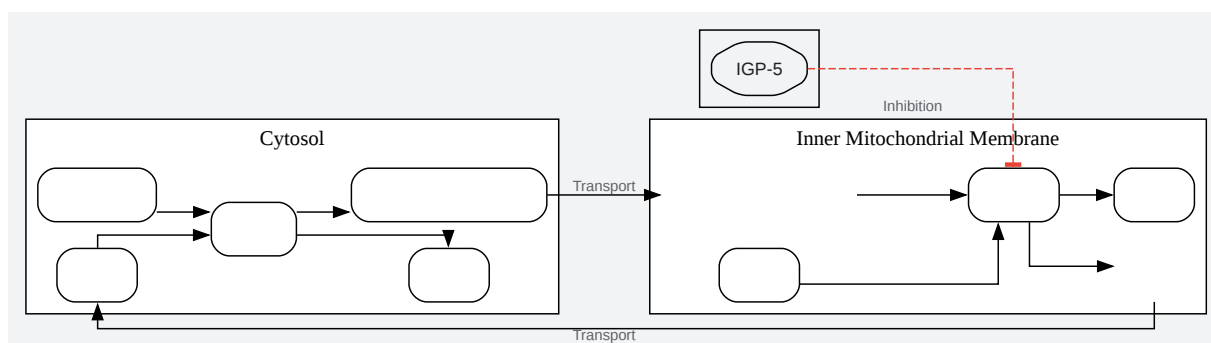 IGP-5
Inhibition
Cytosol
Inner Mitochondrial Membrane
Transport
Transport